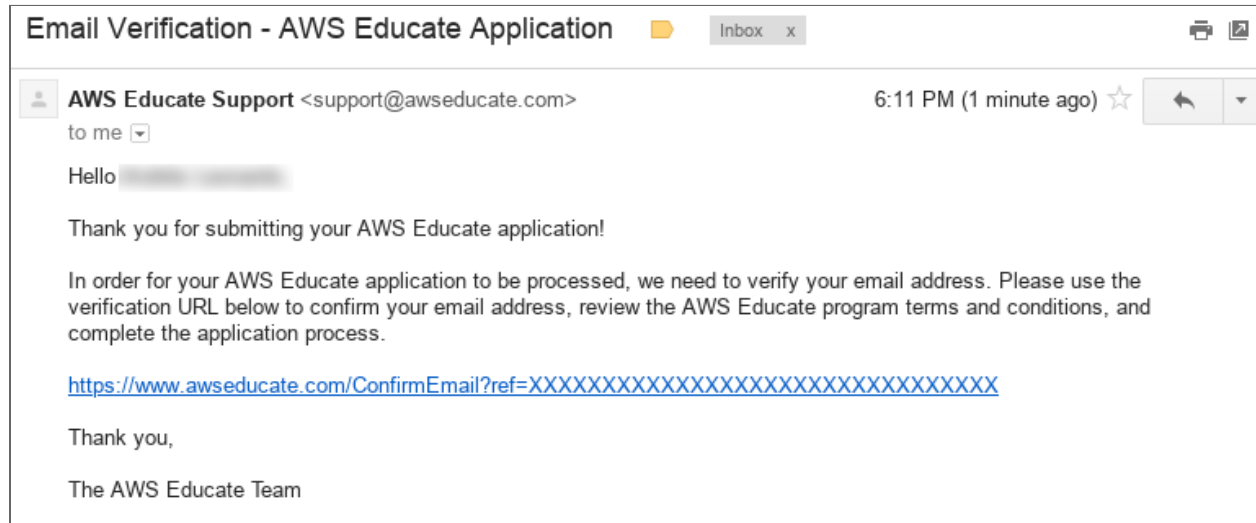 Email Verification - AWS Educate Application Inbox x
AWS Educate Support <support@awseducate.com> 6:11 PM (1 minute ago)
to me
Hello
Thank you for submitting your AWS Educate application!
In order for your AWS Educate application to be processed, we need to verify your email address. Please use the
verification URL below to confirm your email address, review the AWS Educate program terms and conditions, and
complete the application process.
https://www.awseducate.com/ConfirmEmail?ref=XXXXXXXXXXXXXXXXXXXXXXXXXXXXXXXX
Thank you,
The AWS Educate Team